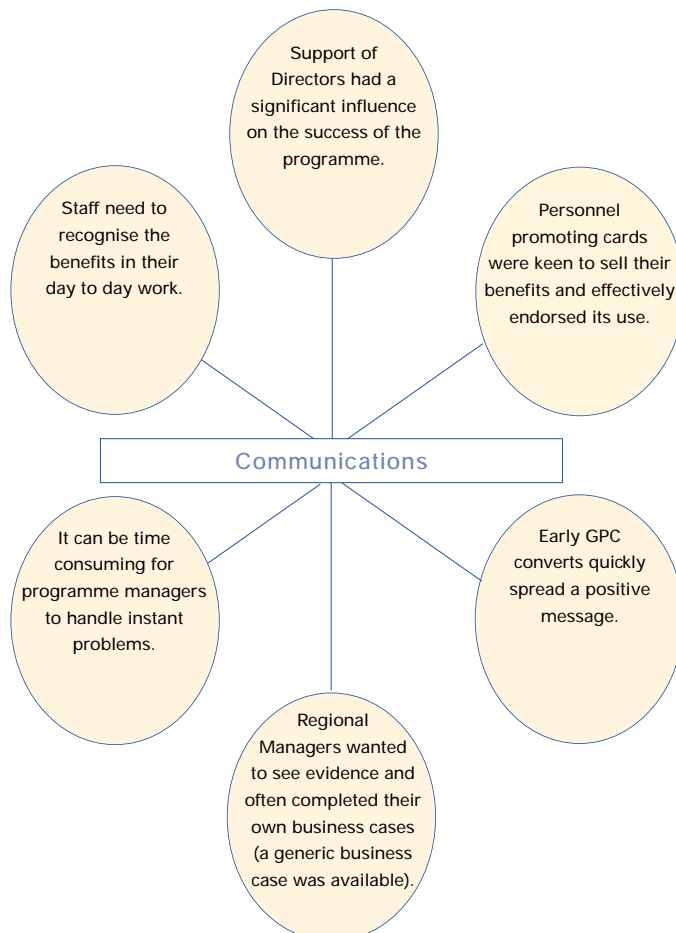 Support of
Directors had a
significant influence
on the success of the
programme.
Staff need to
recognise the
benefits in their
day to day work.
Personnel
promoting cards
were keen to sell their
benefits and effectively
endorsed its use.
Communications
It can be time
consuming for
programme managers
to handle instant
problems.
Early GPC
converts quickly
spread a positive
message.
Regional
Managers wanted
to see evidence and
often completed their
own business cases
(a generic business
case was available).